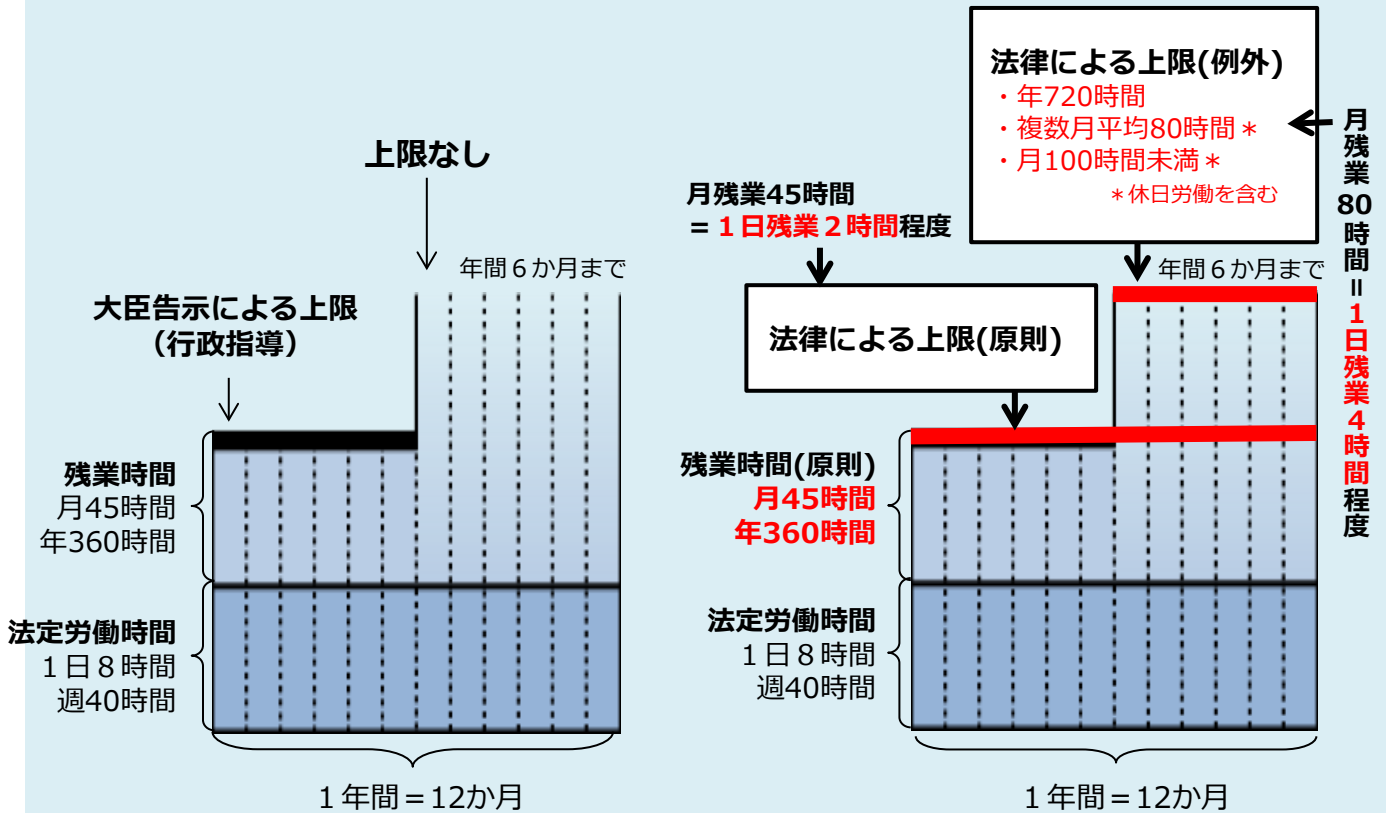 上限なし
年間６か月まで
大臣告示による上限
（行政指導）
残業時間
月45時間
年360時間
法定労働時間
１日８時間
週40時間
１年間＝12か月
法律による上限(例外)
・年720時間
・複数月平均80時間＊
・月100時間未満＊
＊休日労働を含む
月残業80時間＝１日残業４時間程度
月残業45時間
＝１日残業２時間程度
年間６か月まで
法律による上限(原則)
残業時間(原則)
月45時間
年360時間
法定労働時間
１日８時間
週40時間
１年間＝12か月